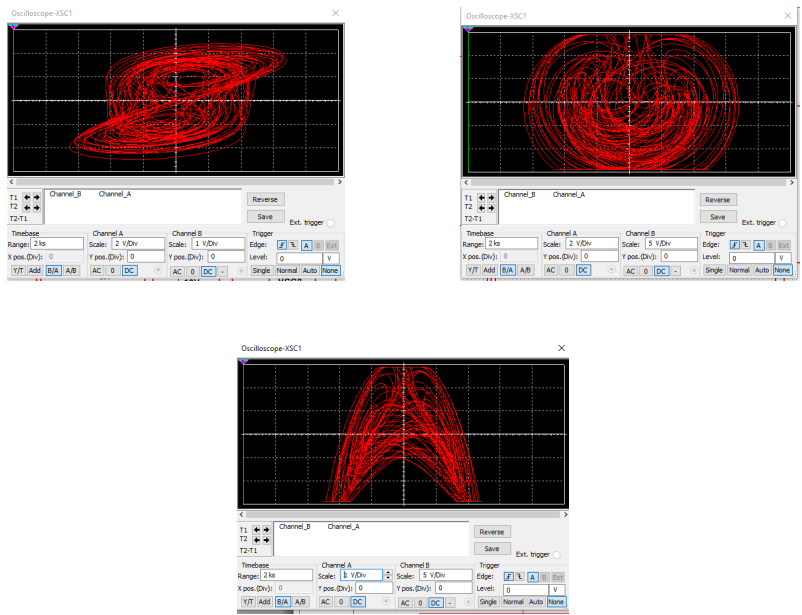 Oscilloscope-XSC1
T1
T2
T2-T1
Channel_B Channel_A
Reverse
Save
Ext. trigger
Timebase Channel A Channel B Trigger
Range: 2 ks Scale: 2 V/Div Scale: 1 V/Div Edge: A B Ext
X pos.(Div): 0 Y pos.(Div): 0 Y pos.(Div): 0 Level: 0 V
Y/T Add B/A A/B AC 0 DC AC 0 DC - Single Normal Auto None
Oscilloscope-XSC1
T1
T2
T2-T1
Channel_B Channel_A
Reverse
Save
Ext. trigger
Timebase Channel A Channel B Trigger
Range: 2 ks Scale: 2 V/Div Scale: 5 V/Div Edge: A B Ext
X pos.(Div): 0 Y pos.(Div): 0 Y pos.(Div): 0 Level: 0 V
Y/T Add B/A A/B AC 0 DC AC 0 DC - Single Normal Auto None
Oscilloscope-XSC1
T1
T2
T2-T1
Channel_B Channel_A
Reverse
Save
Ext. trigger
Timebase Channel A Channel B Trigger
Range: 2 ks Scale: V/Div Scale: 5 V/Div Edge: A B Ext
X pos.(Div): 0 Y pos.(Div): 0 Y pos.(Div): 0 Level: 0 V
Y/T Add B/A A/B AC 0 DC AC 0 DC - Single Normal Auto None